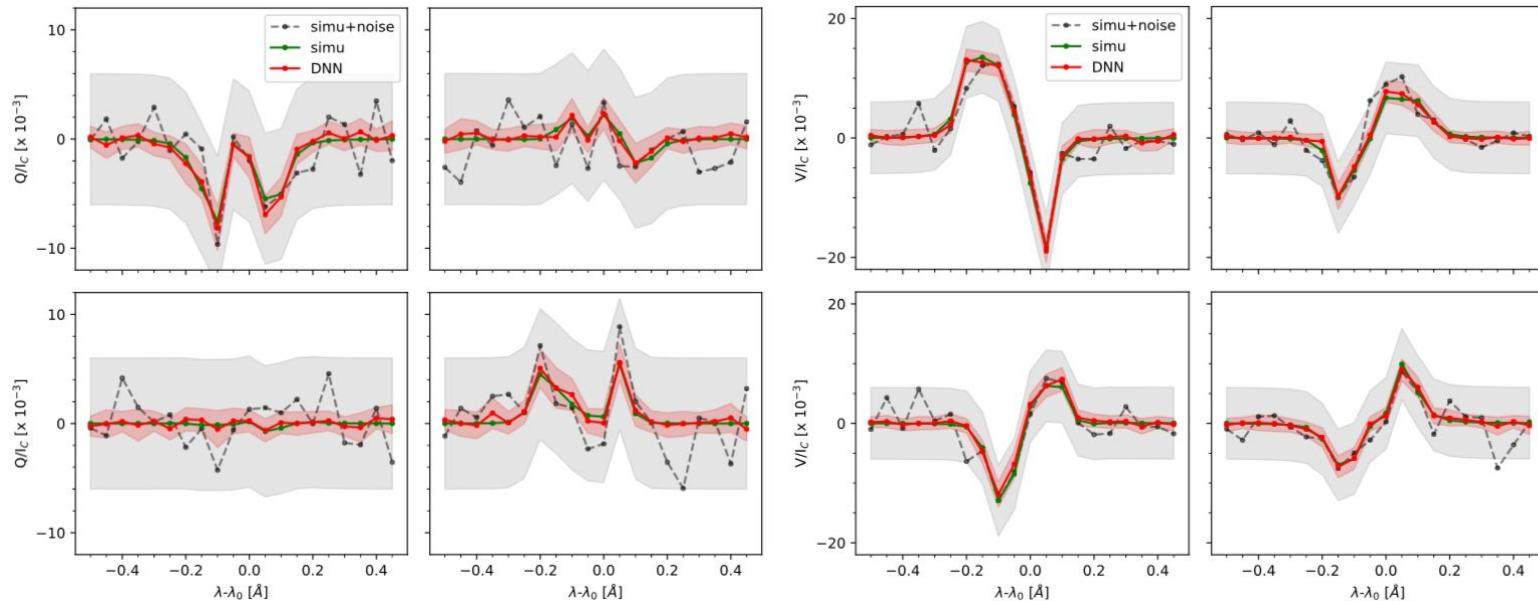 simu+noise
simu
DNN
Q/I_C [x 10^{-3}]
10
0
−10
simu+noise
simu
DNN
V/I_C [x 10^{-3}]
20
0
−20
Q/I_C [x 10^{-3}]
10
0
−10
−0.4 −0.2 0.0 0.2 0.4
λ-λ_0 [Å]
−0.4 −0.2 0.0 0.2 0.4
λ-λ_0 [Å]
V/I_C [x 10^{-3}]
20
0
−20
−0.4 −0.2 0.0 0.2 0.4
λ-λ_0 [Å]
−0.4 −0.2 0.0 0.2 0.4
λ-λ_0 [Å]